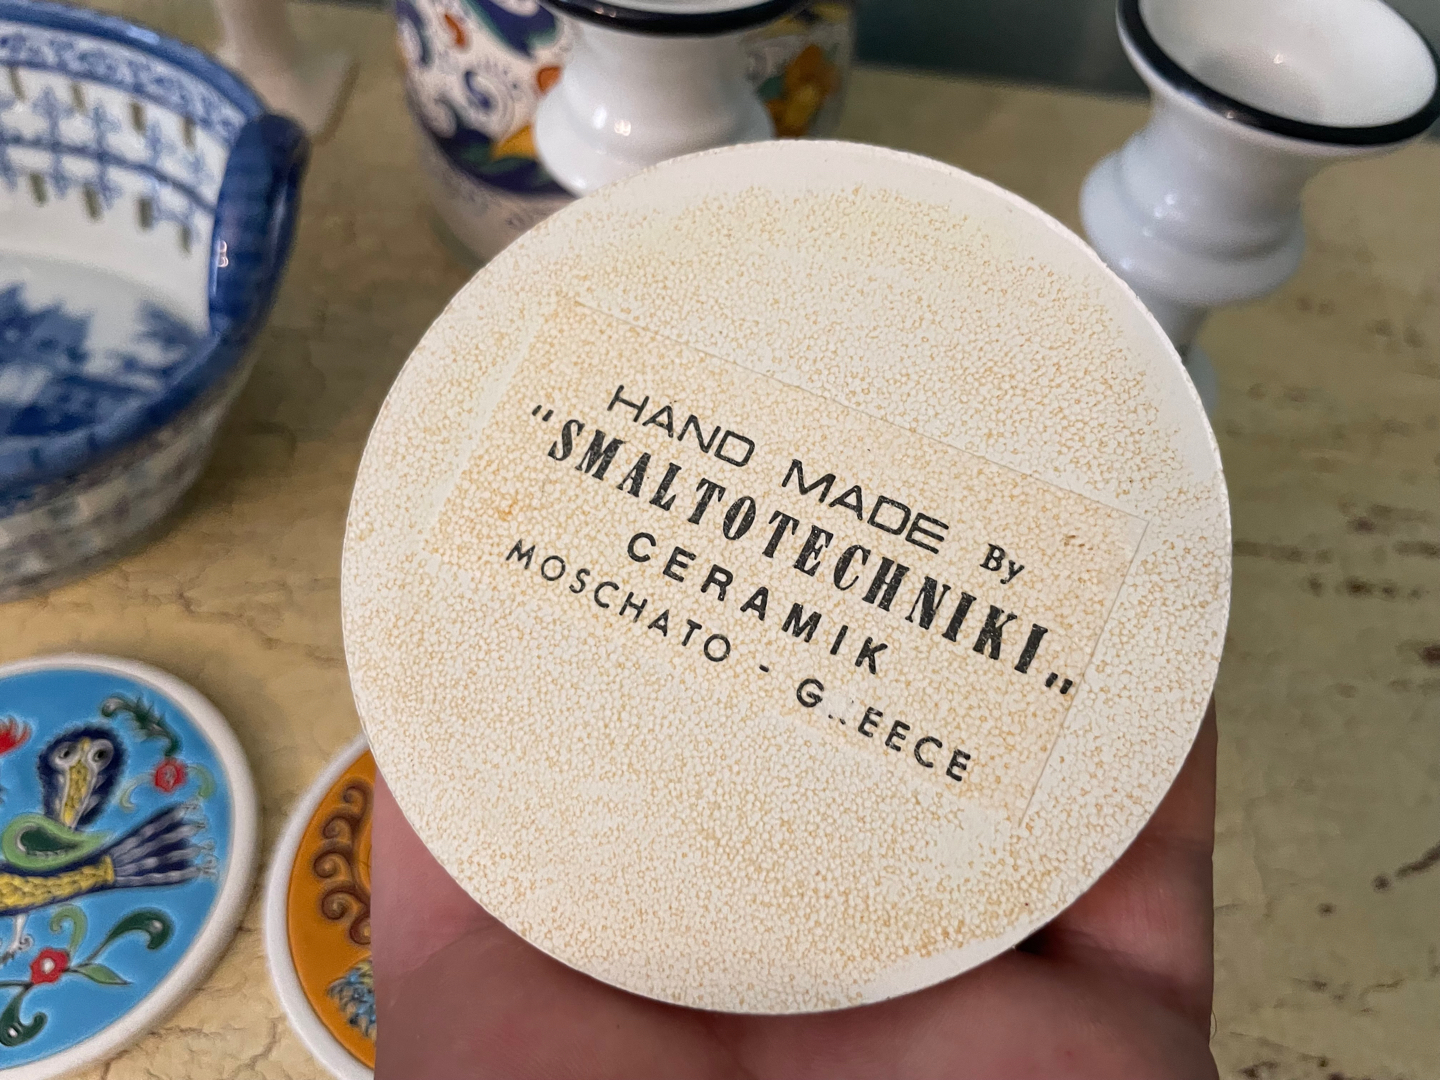 HAND MADE By
"SMALTOTECHNIKI„
CERAMIK
MOSCHATO - G..EECE